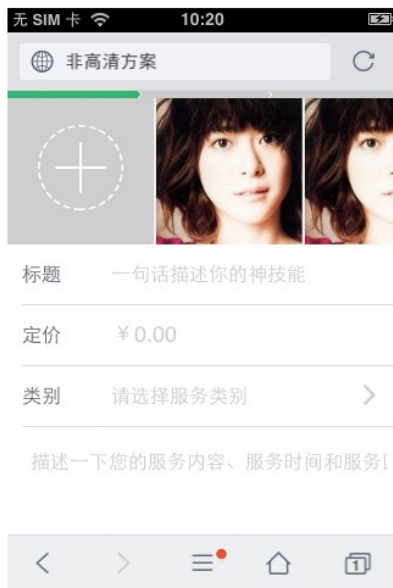 无 SIM 卡 10:20
非高清方案
标题 一句话描述你的神技能
定价 ¥0.00
类别 请选择服务类别
描述一下您的服务内容、服务时间和服务
1